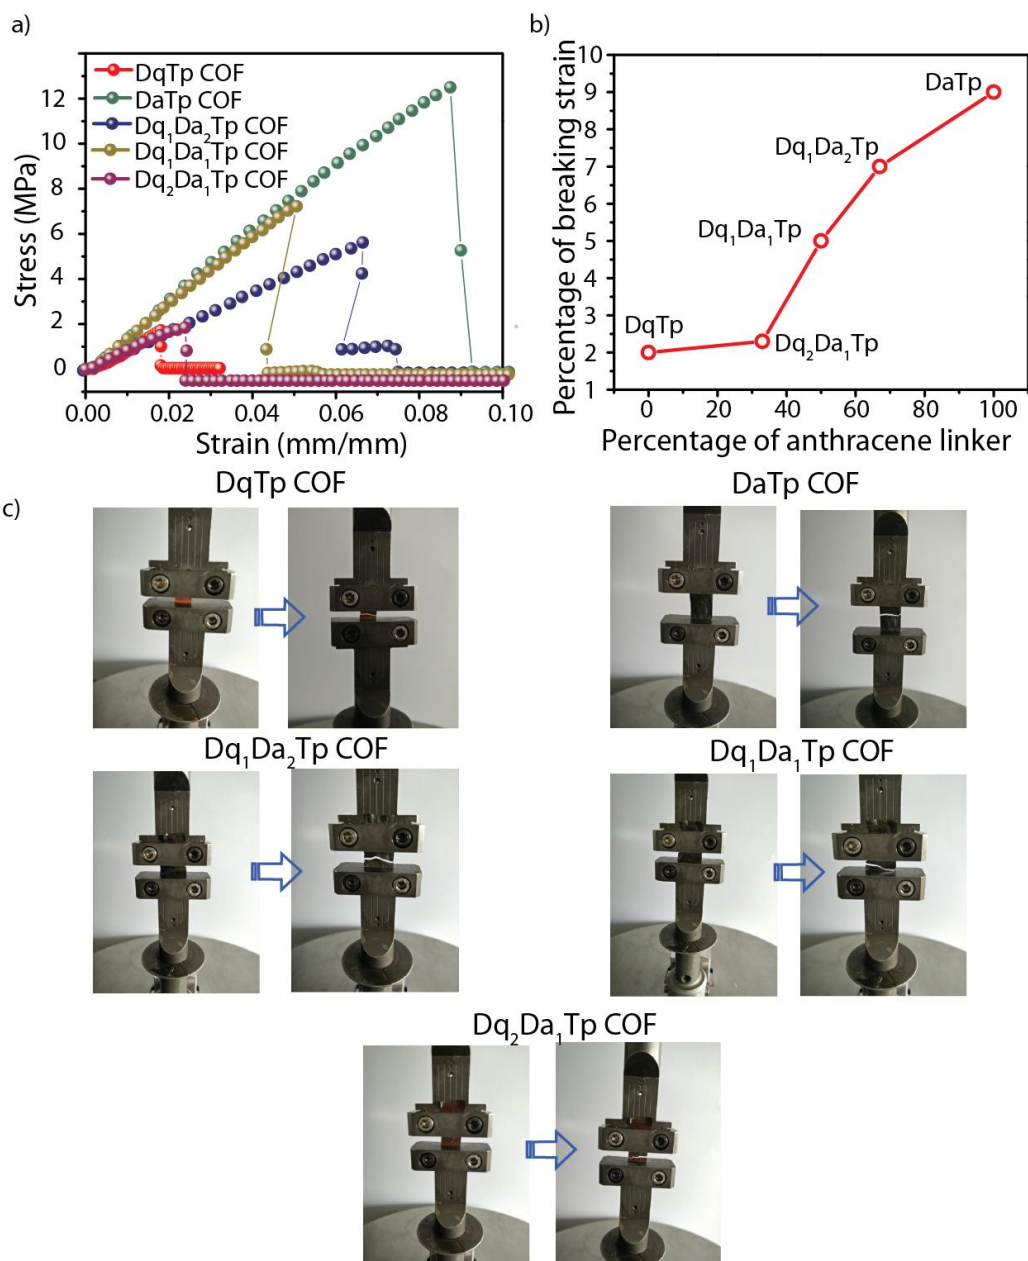 a)
DqTp COF
DaTp COF
Dq₁Da₂Tp COF
Dq₁Da₁Tp COF
Dq₂Da₁Tp COF
Stress (MPa)
12
10
8
6
4
2
0
0.00 0.02 0.04 0.06 0.08 0.10
Strain (mm/mm)
b)
Percentage of breaking strain
10
9
8
7
6
5
4
3
2
1
DaTp
Dq₁Da₂Tp
Dq₁Da₁Tp
DqTp
Dq₂Da₁Tp
0 20 40 60 80 100
Percentage of anthracene linker
c)
DqTp COF
DaTp COF
Dq₁Da₂Tp COF
Dq₁Da₁Tp COF
Dq₂Da₁Tp COF